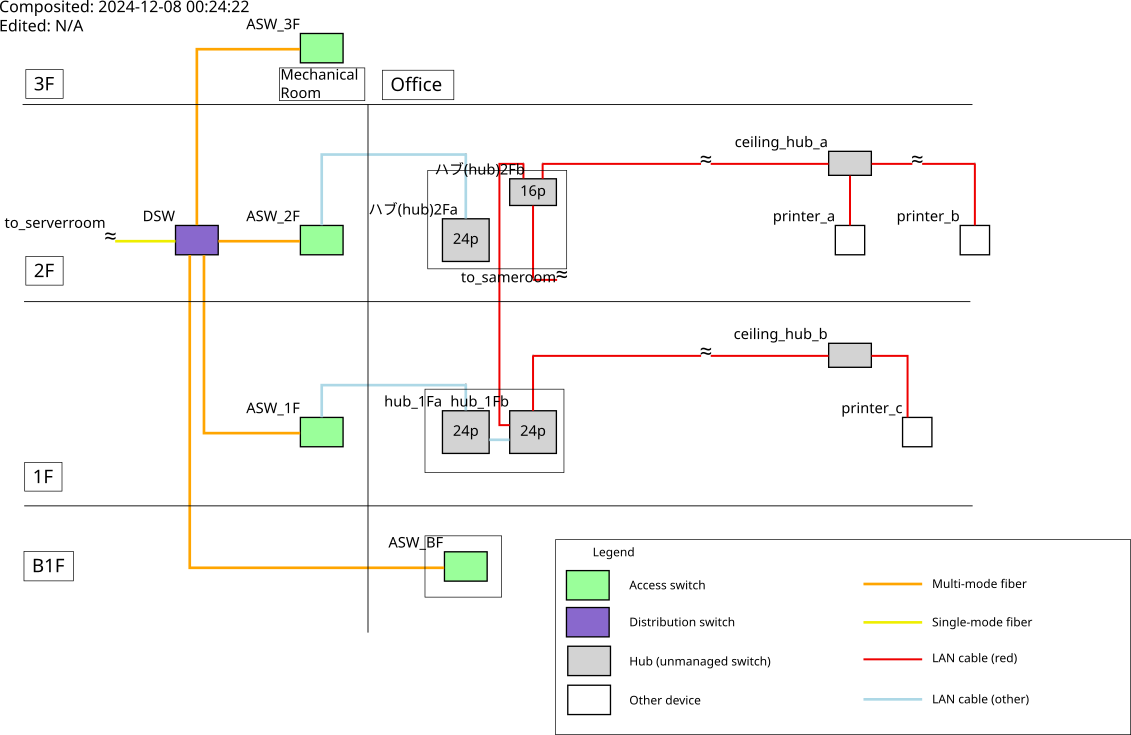 Composited: 2024-12-08 00:24:22
Edited: N/A
ASW_3F
3F
Mechanical
Room
Office
ceiling_hub_a
ハブ(hub)2Fb
16p
ハブ(hub)2Fa
to_serverroom
≈
DSW
ASW_2F
24p
≈
≈
printer_a
printer_b
2F
to_sameroom
≈
ceiling_hub_b
≈
ASW_1F
hub_1Fa
hub_1Fb
24p
24p
printer_c
1F
ASW_BF
B1F
Legend
Access switch
Multi-mode fiber
Distribution switch
Single-mode fiber
Hub (unmanaged switch)
LAN cable (red)
Other device
LAN cable (other)